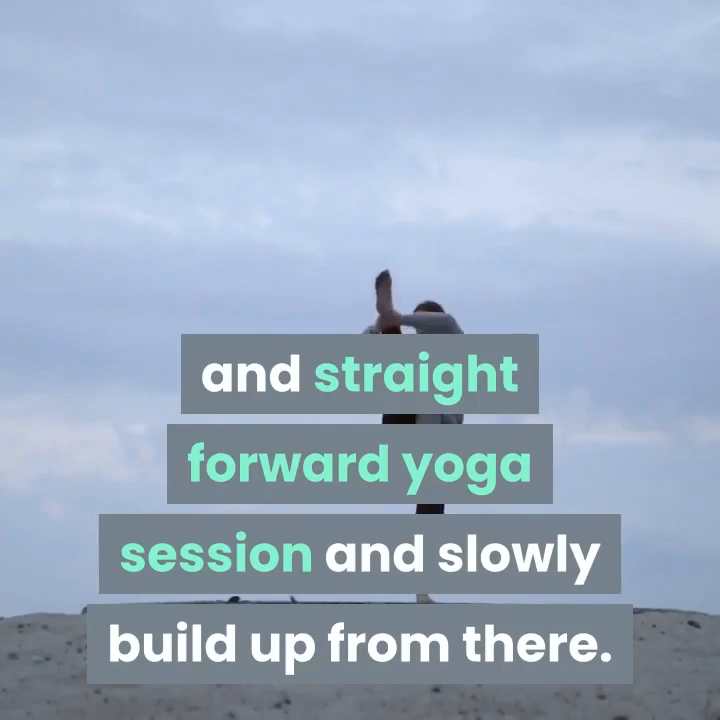 and straight
forward yoga
session and slowly
build up from there.